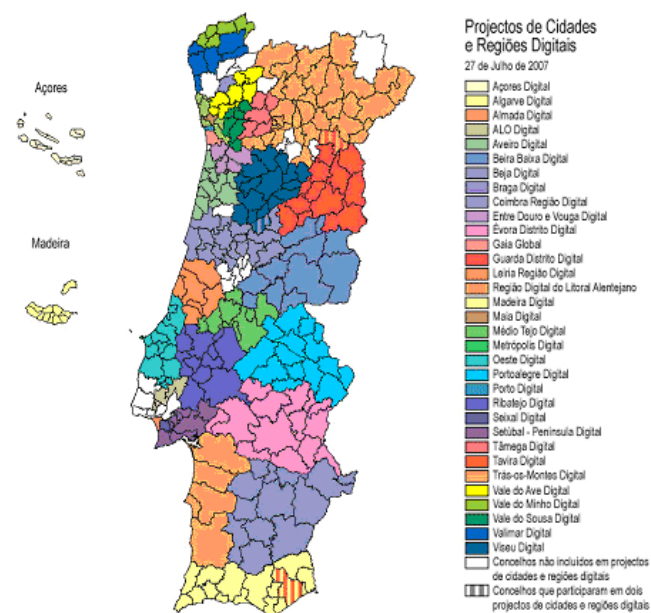 Projectos de Cidades
e Regiões Digitais
27 de Julho de 2007
Açores
Madeira
Açores Digital
Algarve Digital
Almada Digital
ALO Digital
Aveiro Digital
Beira Baixa Digital
Beja Digital
Braga Digital
Coimbra Região Digital
Entre Douro e Vouga Digital
Évora Distrito Digital
Gaia Global
Guarda Distrito Digital
Leiria Região Digital
Região Digital do Litoral Alentejano
Madeira Digital
Maia Digital
Médio Tejo Digital
Metrópolis Digital
Oeste Digital
Portoalegre Digital
Porto Digital
Ribatejo Digital
Seixal Digital
Setúbal - Península Digital
Tâmega Digital
Tavira Digital
Trás-os-Montes Digital
Vale do Ave Digital
Vale do Minho Digital
Vale do Sousa Digital
Valimar Digital
Viseu Digital
Concelhos não incluídos em projectos
de cidades e regiões digitais
Concelhos que participaram em dois
projectos de cidades e regiões digitais